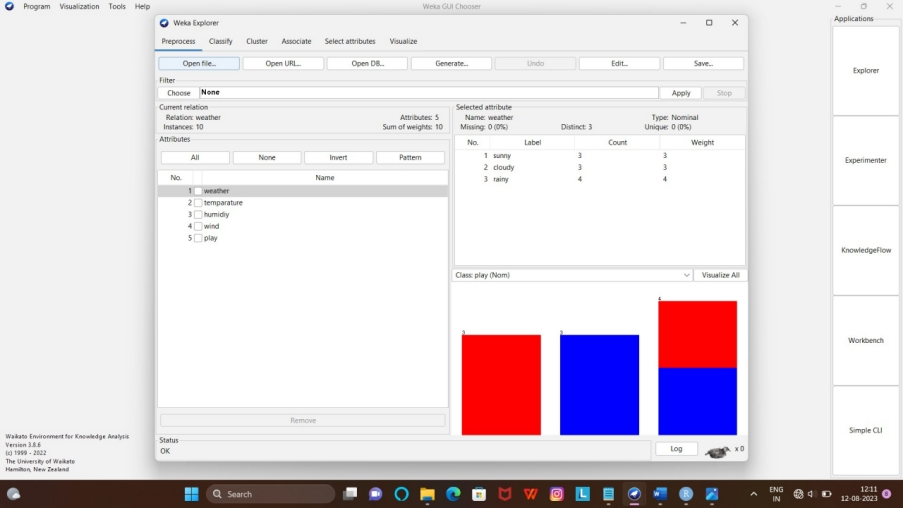 Program Visualization Tools Help
Weka GUI Chooser
Weka Explorer
Preprocess Classify Cluster Associate Select attributes Visualize
Open file... Open URL... Open DB... Generate... Undo Edit... Save...
Filter
Choose None Apply Stop
Current relation
Relation: weather Attributes: 5
Instances: 10 Sum of weights: 10
Attributes
All None Invert Pattern
No. Name
1 weather
2 temparature
3 humidiy
4 wind
5 play
Remove
Selected attribute
Name: weather Type: Nominal
Missing: 0 (0%) Distinct: 3 Unique: 0 (0%)
No. Label Count Weight
1 sunny 3 3
2 cloudy 3 3
3 rainy 4 4
Class: play (Nom) Visualize All
3 3 4
Status
OK
Log x 0
Applications
Explorer
Experimenter
KnowledgeFlow
Workbench
Simple CLI
Waikato Environment for Knowledge Analysis
Version 3.8.6
(c) 1999 - 2022
The University of Waikato
Hamilton, New Zealand
Search
ENG
IN
12:11
12-08-2023